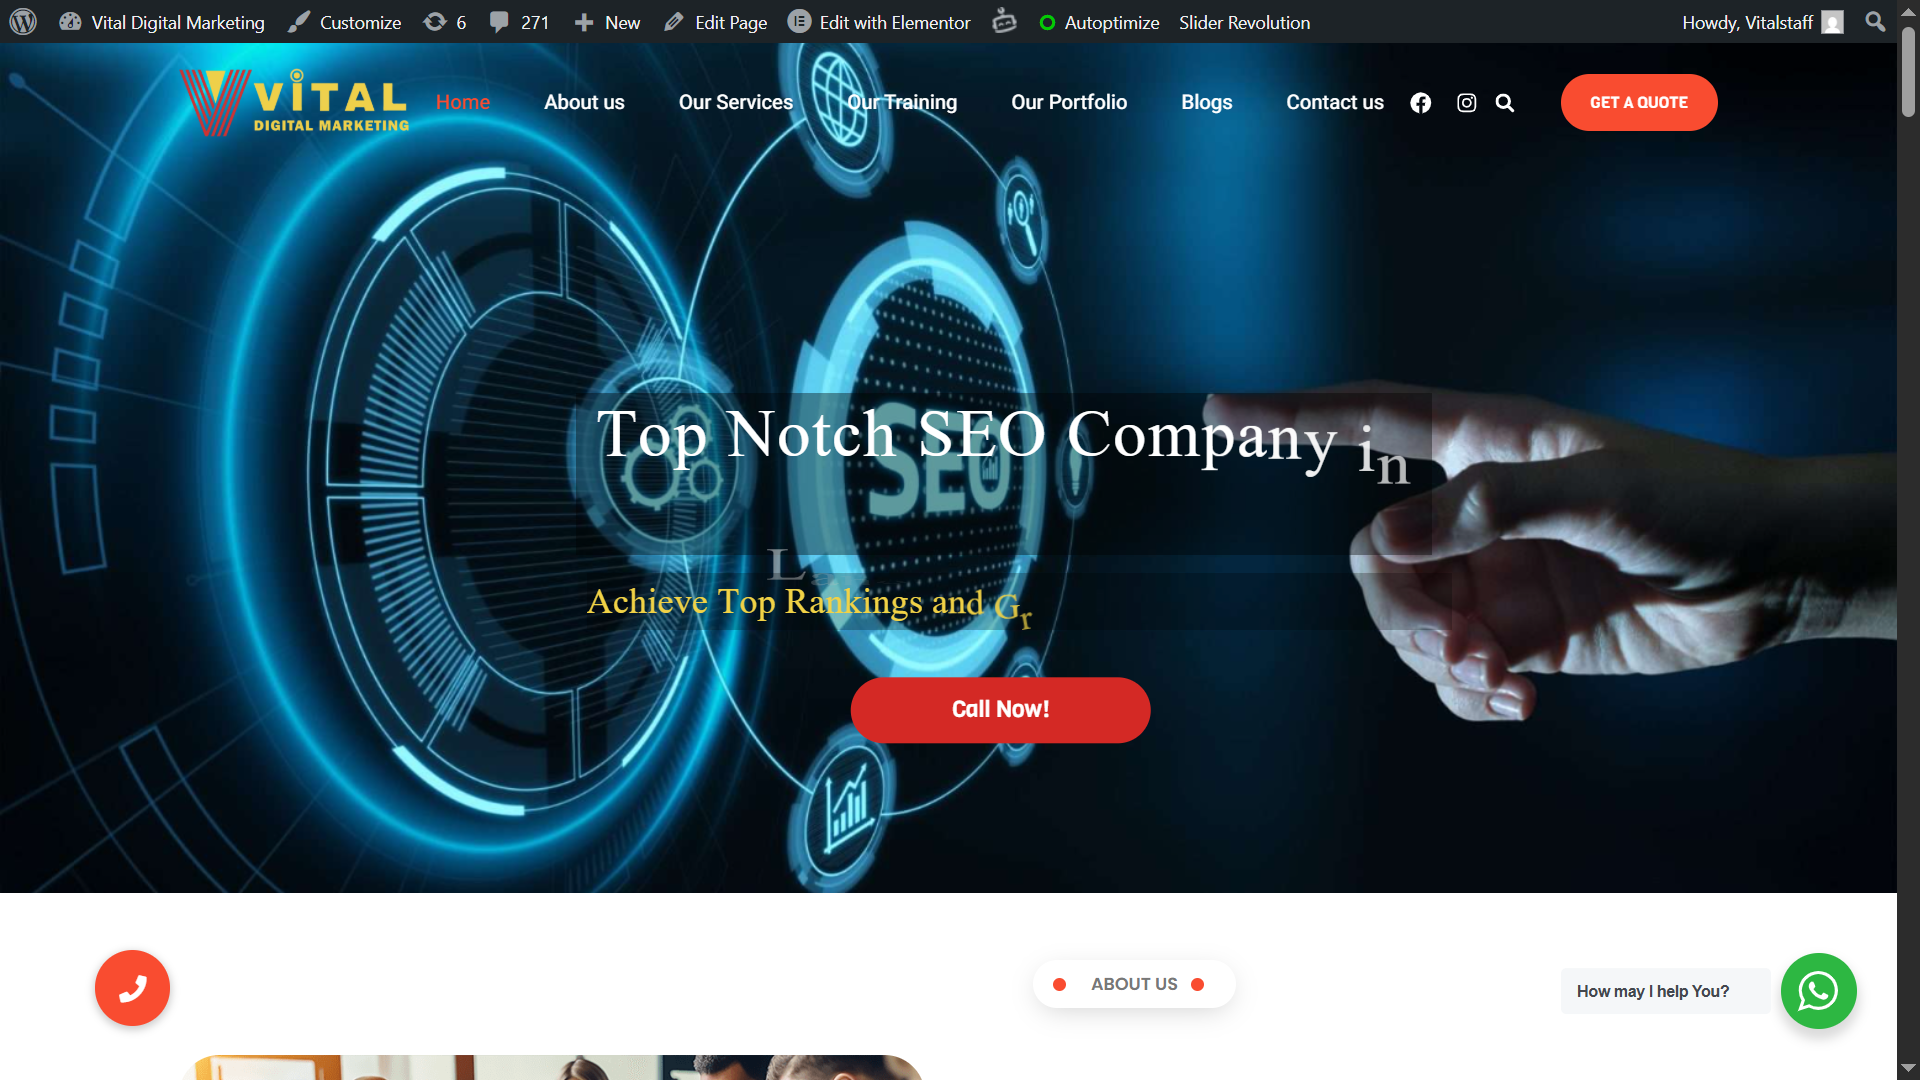 Vital Digital Marketing Customize 6 271 New Edit Page Edit with Elementor Autoptimize Slider Revolution Howdy, Vitalstaff
VITAL
DIGITAL MARKETING
Home About us Our Services Our Training Our Portfolio Blogs Contact us GET A QUOTE
Top Notch SEO Company in
SEO
L
Achieve Top Rankings and Gr
Call Now!
ABOUT US
How may I help You?